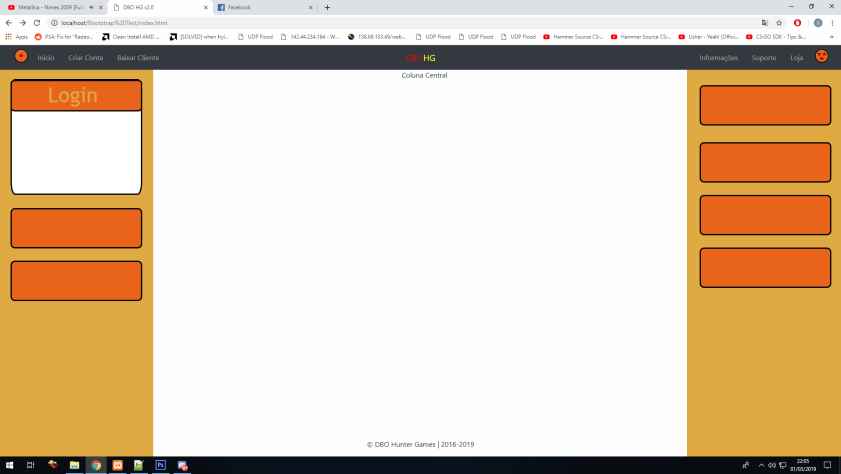 Metallica - Nimes 2009 [Ful
DBO HG v2.0
Facebook
localhost/Bootstrap%20Test/index.html
Apps
PSA: Fix for "Radeo...
Clean Install AMD ...
[SOLVED] when tryi...
UDP Flood
142.44.234.164 - W...
158.69.133.49/web...
UDP Flood
UDP Flood
UDP Flood
Hammer Source CS:...
Hammer Source CS:...
Usher - Yeah! (Offici...
CS:GO SDK - Tips &...
Início
Criar Conta
Baixar Cliente
DBOHG
Informações
Suporte
Loja
Coluna Central
Login
© DBO Hunter Games | 2016-2019
22:05
01/03/2019